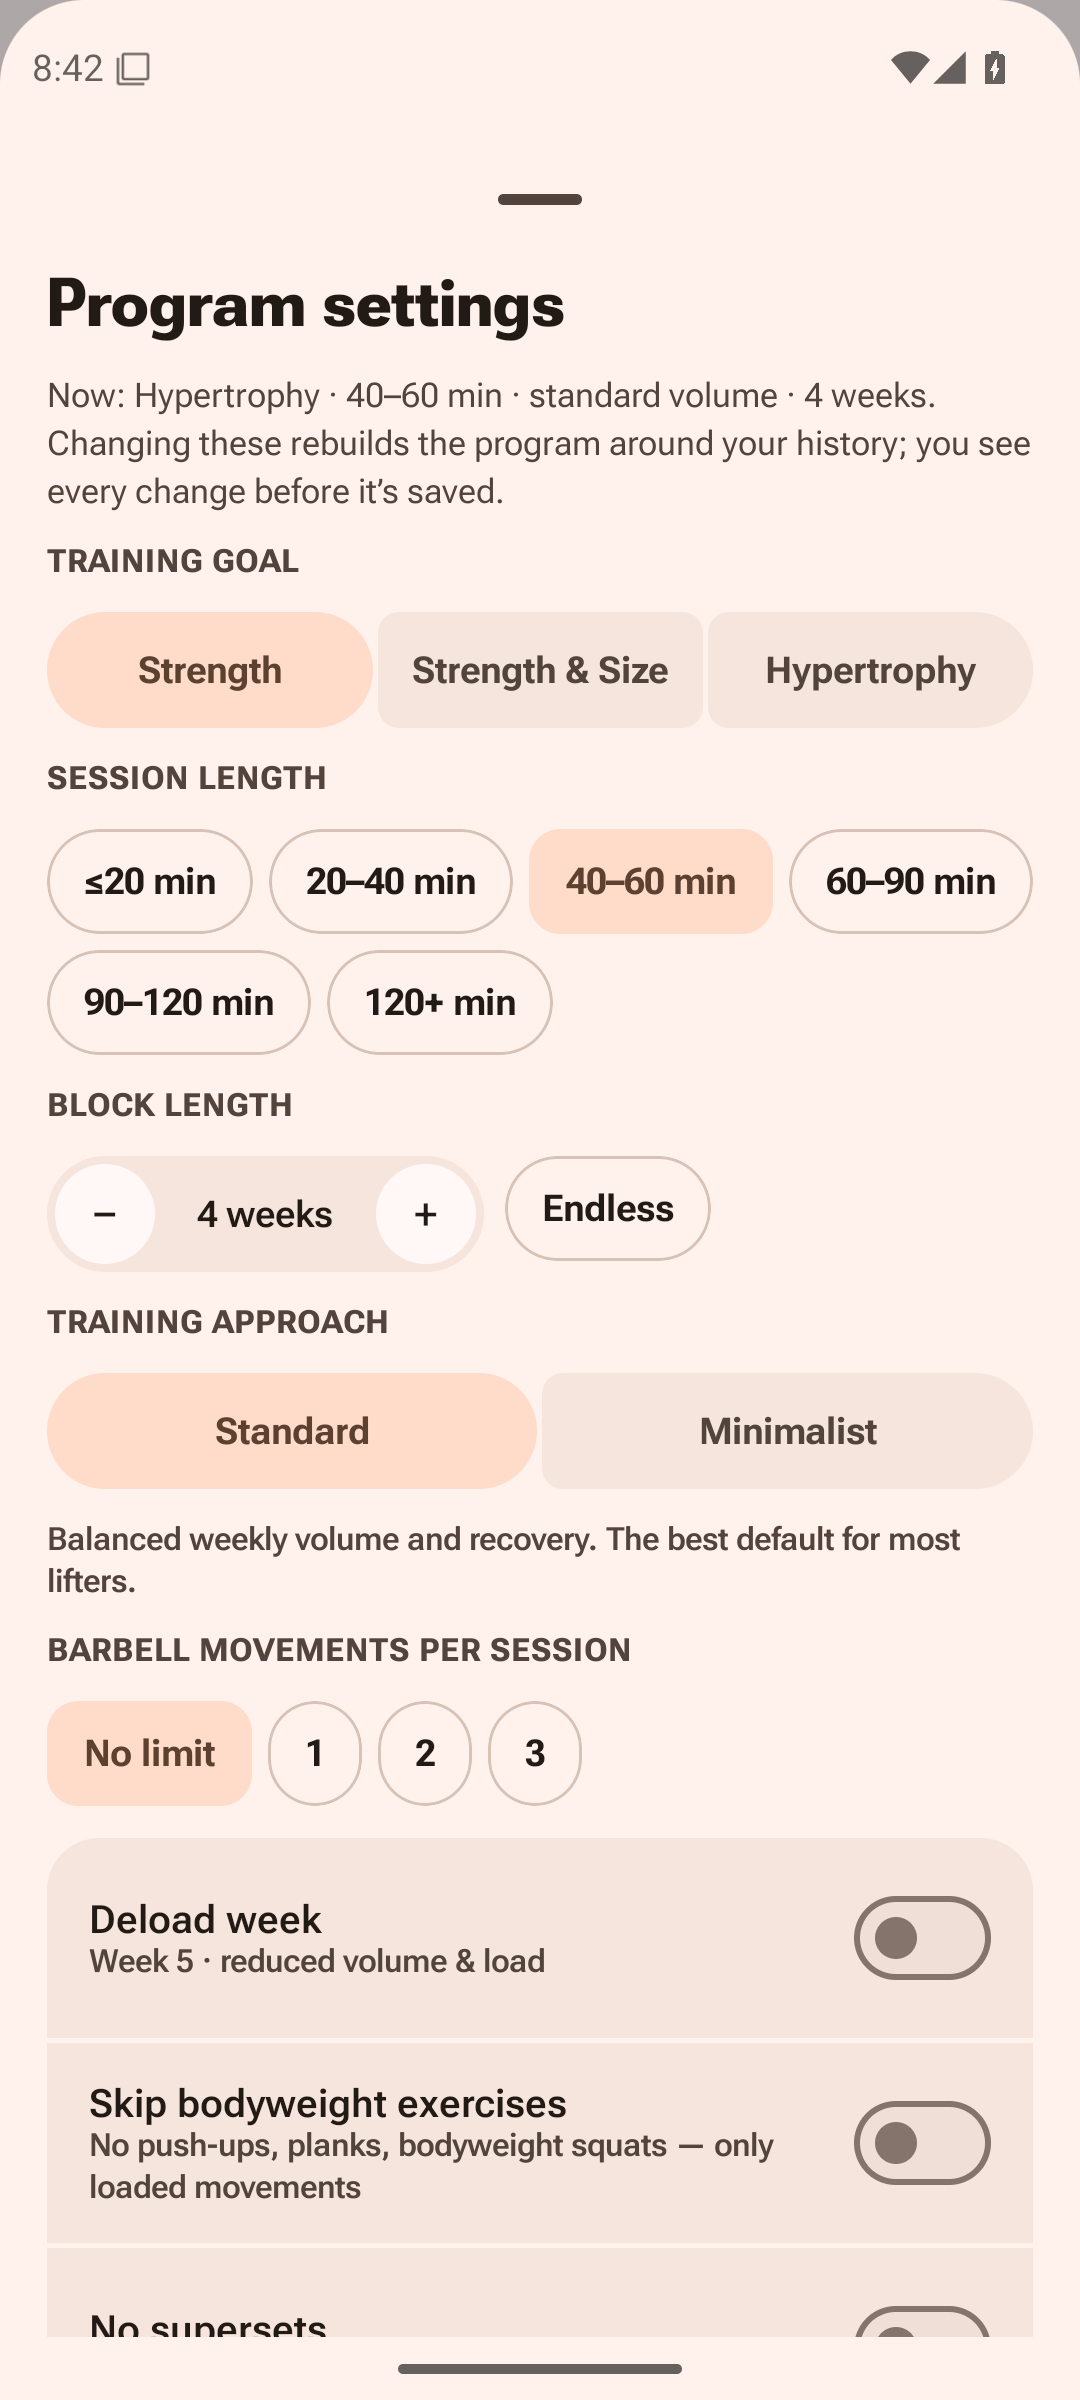 8:42
Program settings
Now: Hypertrophy · 40–60 min · standard volume · 4 weeks.
Changing these rebuilds the program around your history; you see
every change before it’s saved.
TRAINING GOAL
Strength
Strength & Size
Hypertrophy
SESSION LENGTH
≤20 min
20–40 min
40–60 min
60–90 min
90–120 min
120+ min
BLOCK LENGTH
− 4 weeks +
Endless
TRAINING APPROACH
Standard
Minimalist
Balanced weekly volume and recovery. The best default for most
lifters.
BARBELL MOVEMENTS PER SESSION
No limit
1
2
3
Deload week
Week 5 · reduced volume & load
Skip bodyweight exercises
No push-ups, planks, bodyweight squats — only
loaded movements
No supersets